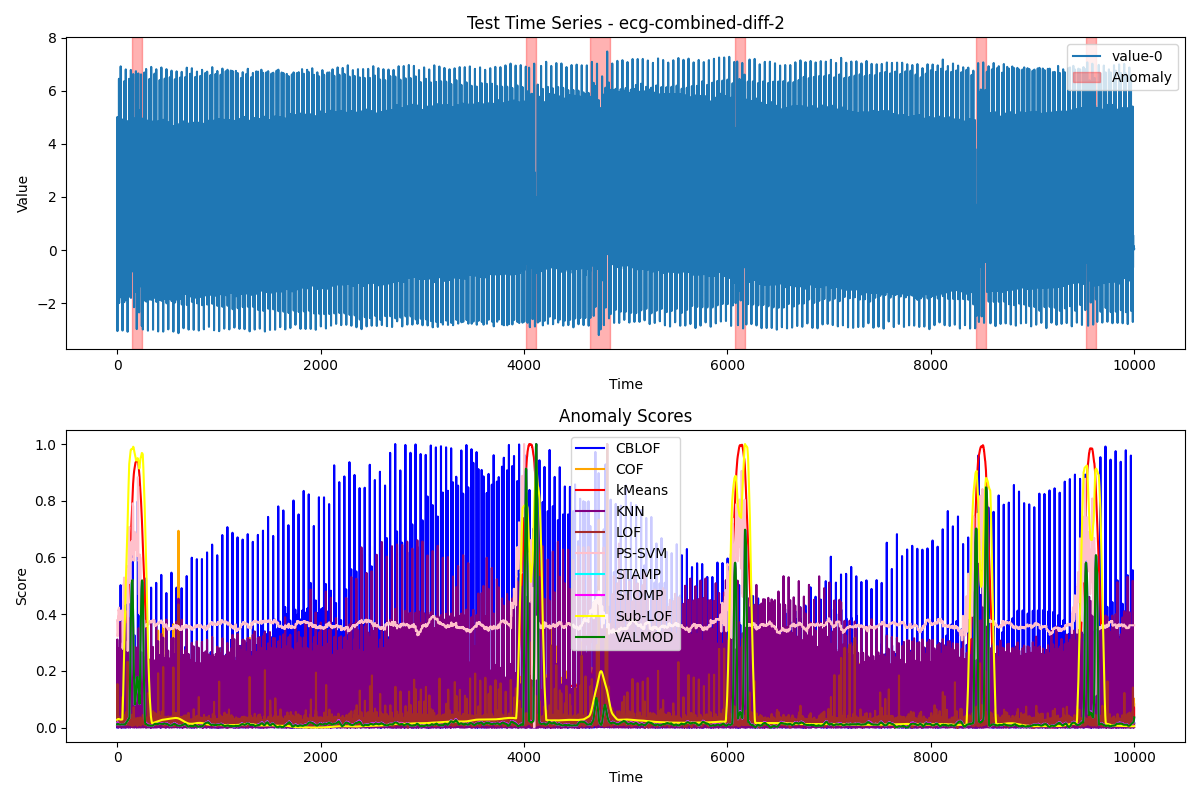 Test Time Series - ecg-combined-diff-2
8
6
4
2
0
−2
Value
value-0
Anomaly
0 2000 4000 6000 8000 10000
Time
Anomaly Scores
1.0
0.8
0.6
0.4
0.2
0.0
Score
CBLOF
COF
kMeans
KNN
LOF
PS-SVM
STAMP
STOMP
Sub-LOF
VALMOD
0 2000 4000 6000 8000 10000
Time